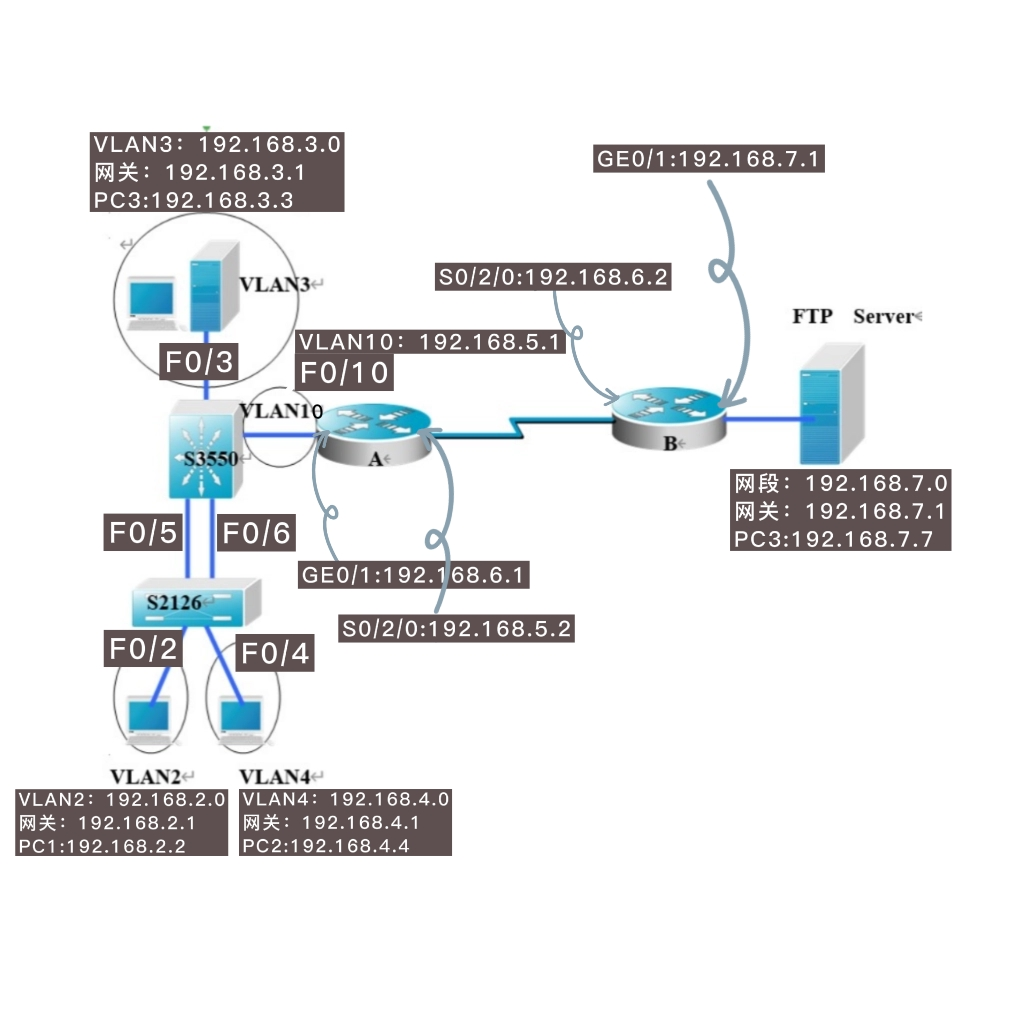 VLAN3：192.168.3.0
网关：192.168.3.1
PC3:192.168.3.3
GE0/1:192.168.7.1
S0/2/0:192.168.6.2
VLAN3
FTP Server
VLAN10：192.168.5.1
F0/3
F0/10
VLAN10
S3550
A
B
网段：192.168.7.0
网关：192.168.7.1
PC3:192.168.7.7
F0/5
F0/6
GE0/1:192.168.6.1
S2126
S0/2/0:192.168.5.2
F0/2
F0/4
VLAN2
VLAN4
VLAN2：192.168.2.0
网关：192.168.2.1
PC1:192.168.2.2
VLAN4：192.168.4.0
网关：192.168.4.1
PC2:192.168.4.4